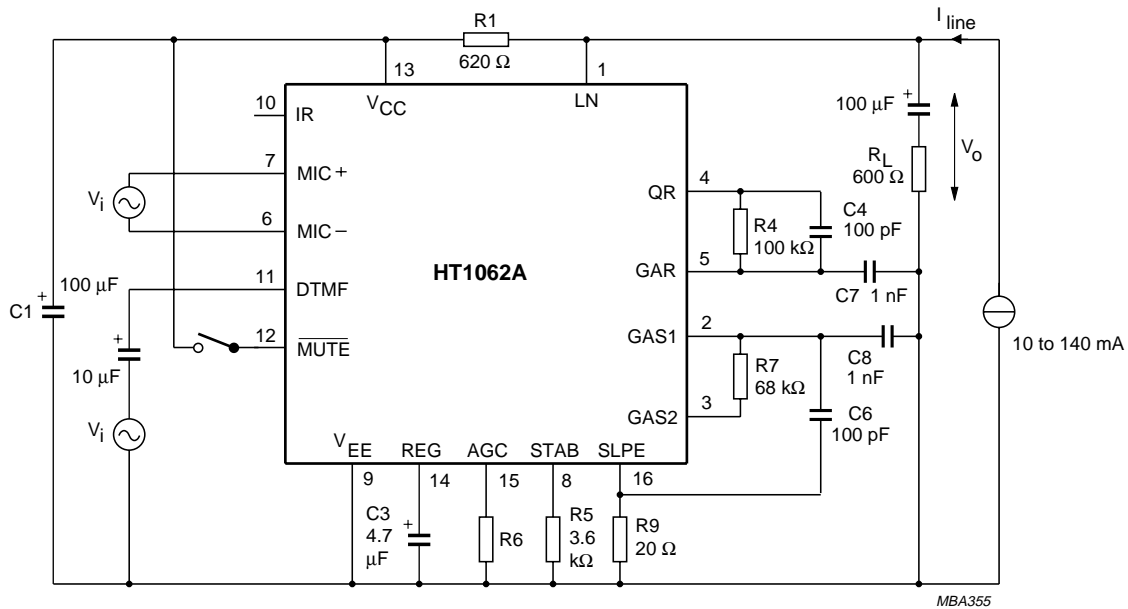 R1
620 Ω
I line
13
1
VCC
LN
10
IR
7
MIC+
Vi
6
MIC−
11
DTMF
12
MUTE
C1
+
100 μF
+
10 μF
Vi
HT1062A
4
QR
R4
100 kΩ
C4
100 pF
5
GAR
C7 1 nF
2
GAS1
C8
1 nF
R7
68 kΩ
3
GAS2
C6
100 pF
100 μF
+
RL
600 Ω
Vo
10 to 140 mA
VEE
REG
AGC
STAB
SLPE
9
14
15
8
16
C3
4.7
μF
+
R6
R5
3.6
kΩ
R9
20 Ω
MBA355